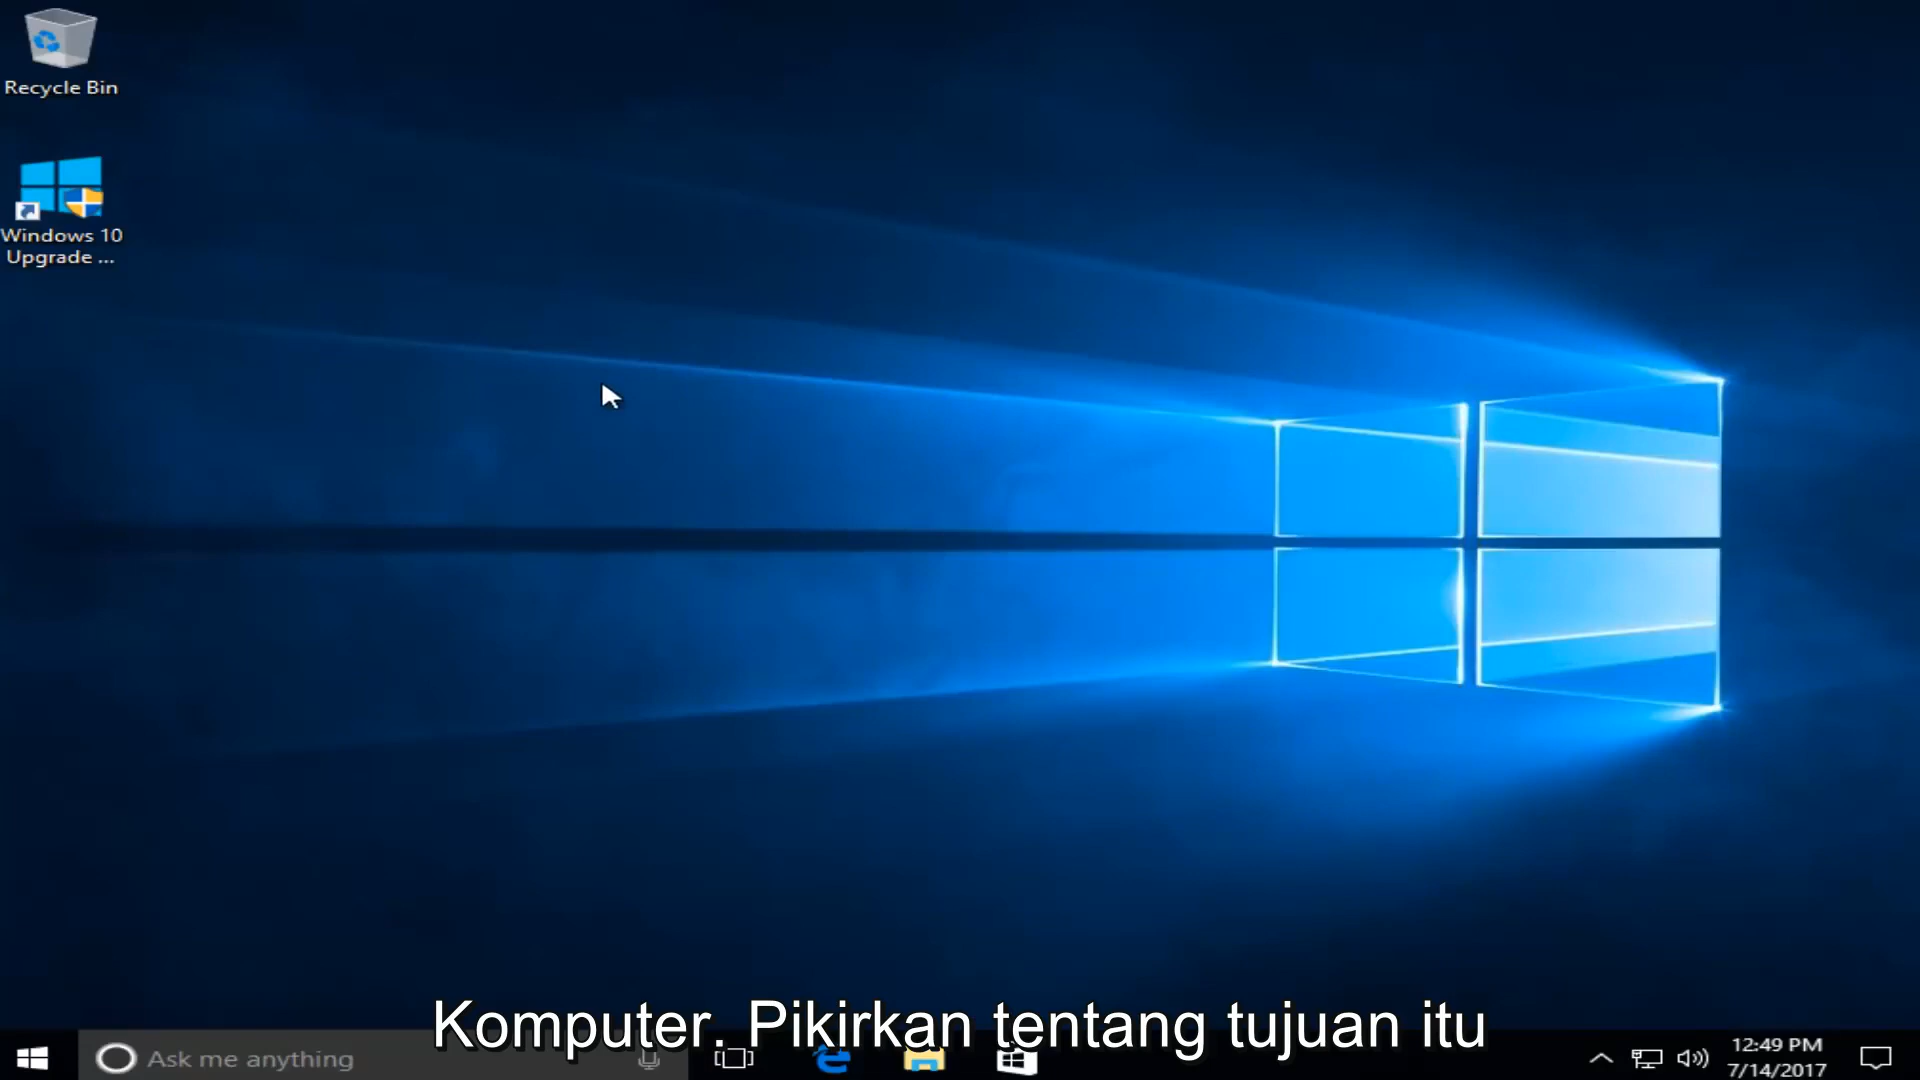 Recycle Bin
Windows 10
Upgrade ...
Komputer. Pikirkan tentang tujuan itu
Ask me anything
12:49 PM
7/14/2017